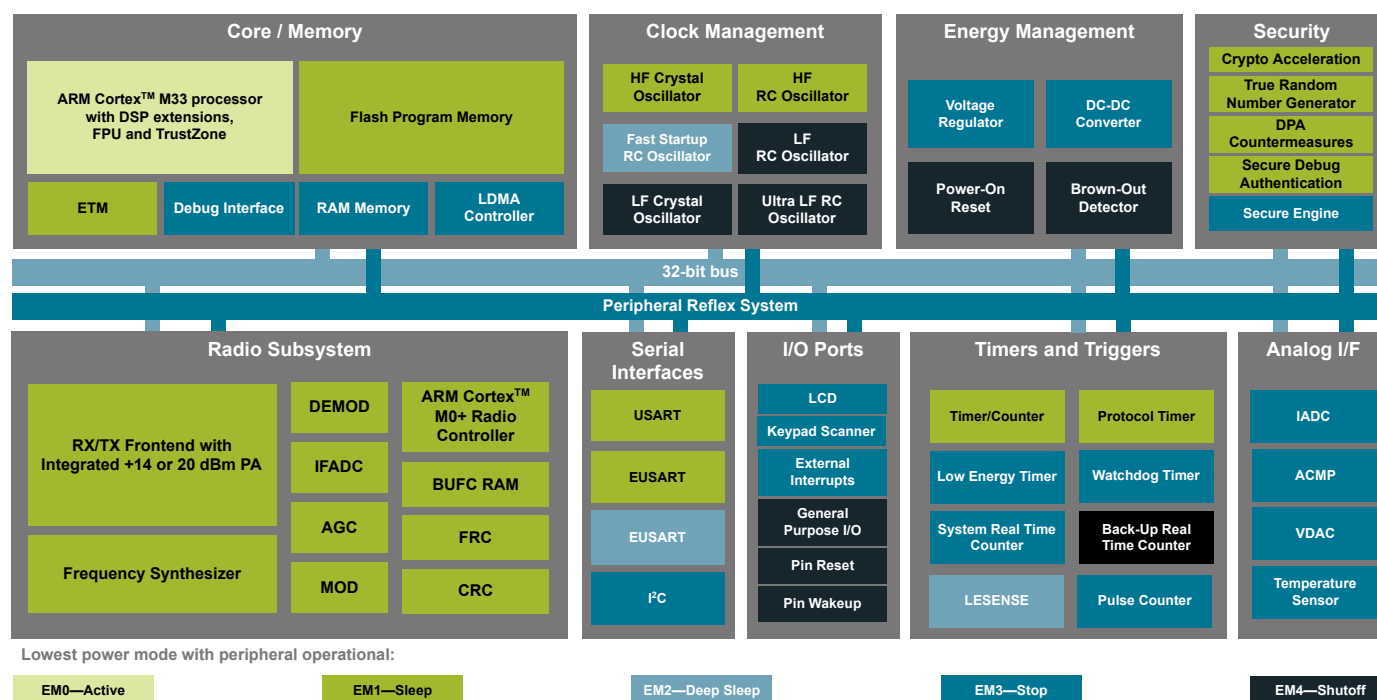 Core / Memory
ARM Cortex™ M33 processor
with DSP extensions,
FPU and TrustZone
Flash Program Memory
ETM
Debug Interface
RAM Memory
LDMA
Controller
Clock Management
HF Crystal
Oscillator
HF
RC Oscillator
Fast Startup
RC Oscillator
LF
RC Oscillator
LF Crystal
Oscillator
Ultra LF RC
Oscillator
Energy Management
Voltage
Regulator
DC-DC
Converter
Power-On
Reset
Brown-Out
Detector
Security
Crypto Acceleration
True Random
Number Generator
DPA
Countermeasures
Secure Debug
Authentication
Secure Engine
32-bit bus
Peripheral Reflex System
Radio Subsystem
RX/TX Frontend with
Integrated +14 or 20 dBm PA
Frequency Synthesizer
DEMOD
IFADC
AGC
MOD
ARM Cortex™
M0+ Radio
Controller
BUFC RAM
FRC
CRC
Serial
Interfaces
USART
EUSART
EUSART
I²C
I/O Ports
LCD
Keypad Scanner
External
Interrupts
General
Purpose I/O
Pin Reset
Pin Wakeup
Timers and Triggers
Timer/Counter
Protocol Timer
Low Energy Timer
Watchdog Timer
System Real Time
Counter
Back-Up Real
Time Counter
LESENSE
Pulse Counter
Analog I/F
IADC
ACMP
VDAC
Temperature
Sensor
Lowest power mode with peripheral operational:
EM0—Active
EM1—Sleep
EM2—Deep Sleep
EM3—Stop
EM4—Shutoff